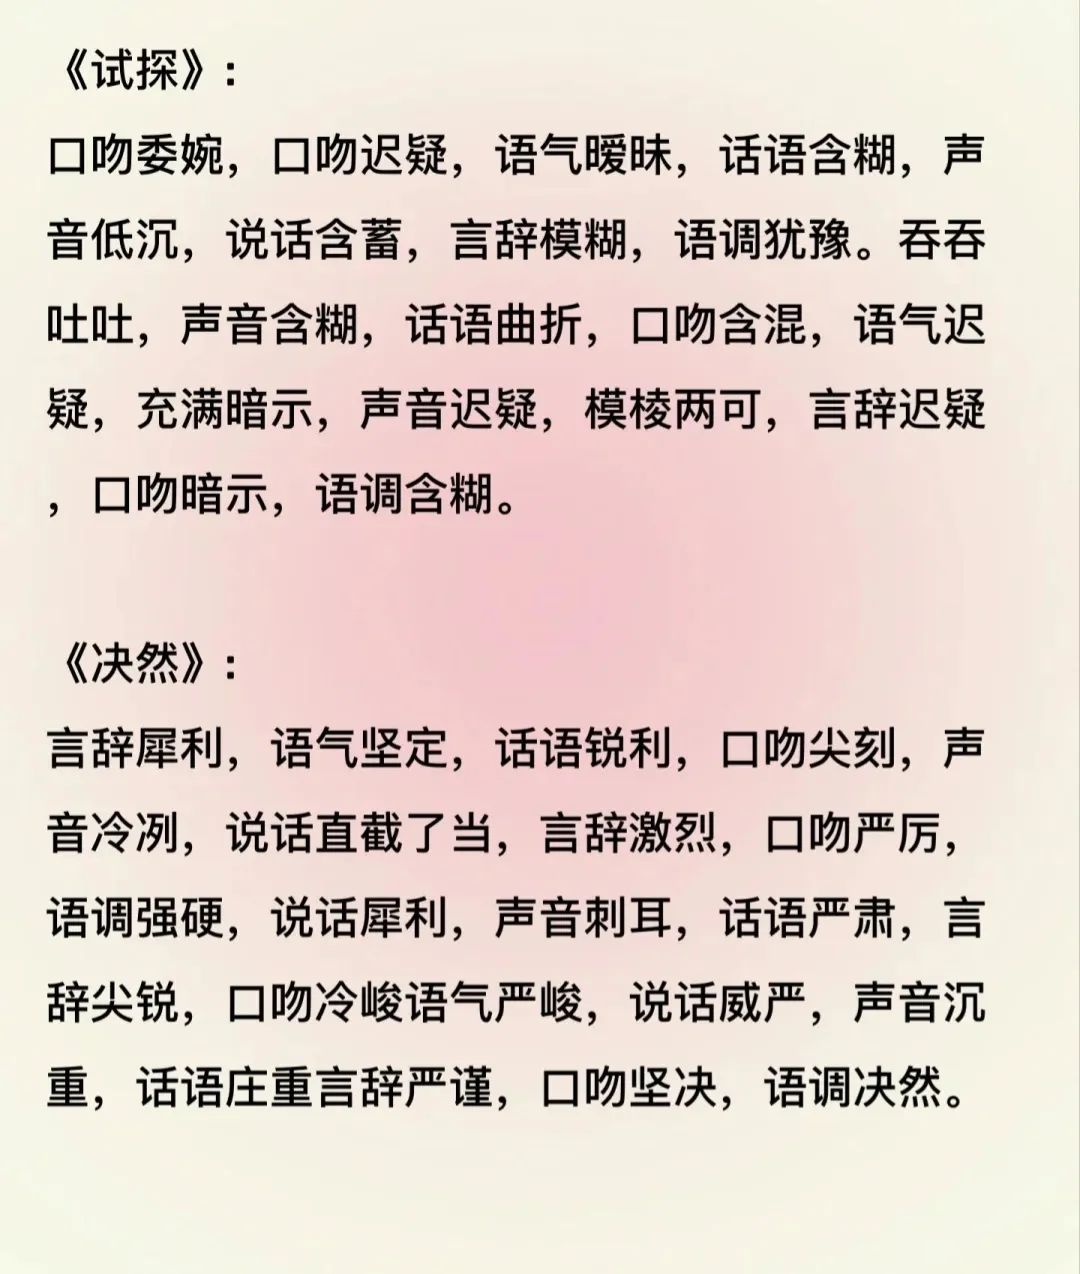 《试探》:
口吻委婉，口吻迟疑，语气暧昧，话语含糊，声
音低沉，说话含蓄，言辞模糊，语调犹豫。吞吞
吐吐，声音含糊，话语曲折，口吻含混，语气迟
疑，充满暗示，声音迟疑，模棱两可，言辞迟疑
，口吻暗示，语调含糊。
《决然》:
言辞犀利，语气坚定，话语锐利，口吻尖刻，声
音冷冽，说话直截了当，言辞激烈，口吻严厉，
语调强硬，说话犀利，声音刺耳，话语严肃，言
辞尖锐，口吻冷峻语气严峻，说话威严，声音沉
重，话语庄重言辞严谨，口吻坚决，语调决然。